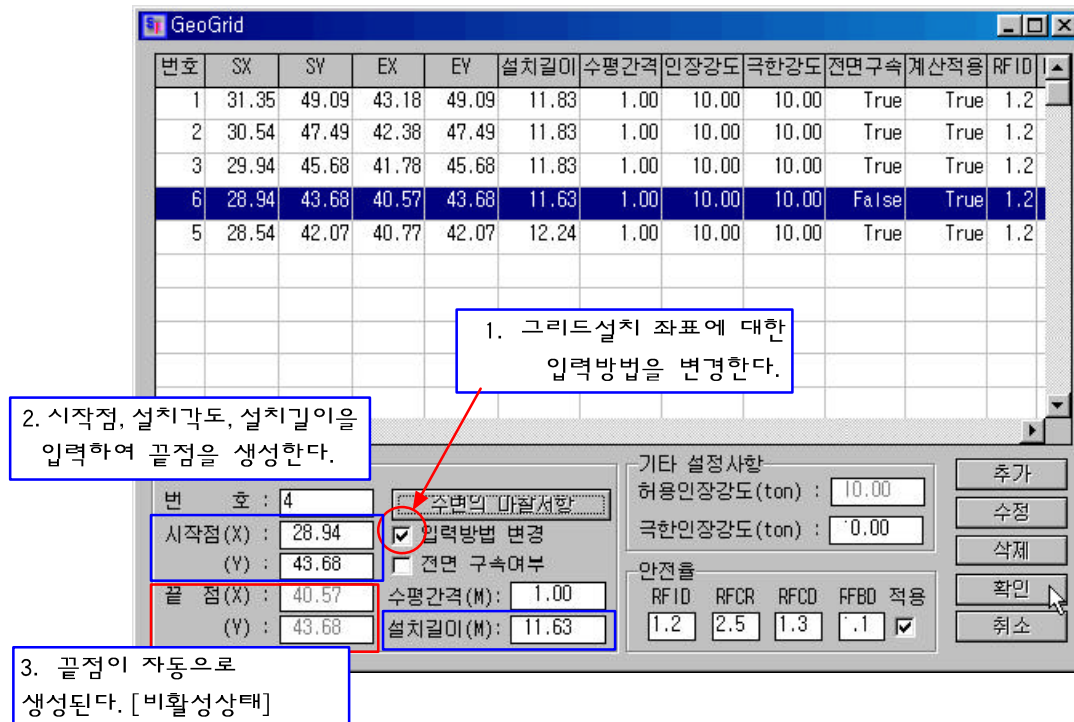 GeoGrid
번호 SX SY EX EY 설치길이 수평간격 인장강도 극한강도 전면구속 계산적용 RFID
1 31.35 49.09 43.18 49.09 11.83 1.00 10.00 10.00 True True 1.2
2 30.54 47.49 42.38 47.49 11.83 1.00 10.00 10.00 True True 1.2
3 29.94 45.68 41.78 45.68 11.83 1.00 10.00 10.00 True True 1.2
6 28.94 43.68 40.57 43.68 11.63 1.00 10.00 10.00 False True 1.2
5 28.54 42.07 40.77 42.07 12.24 1.00 10.00 10.00 True True 1.2
1. 그리드설치 좌표에 대한
입력방법을 변경한다.
2. 시작점, 설치각도, 설치길이을
입력하여 끝점을 생성한다.
번 호 : 4
주변의 마찰저항
시작점(X) : 28.94
입력방법 변경
(Y) : 43.68
전면 구속여부
끝 점(X) : 40.57
수평간격(M): 1.00
(Y) : 43.68
설치길이(M): 11.63
기타 설정사항
허용인장강도(ton) : 10.00
극한인장강도(ton) : 10.00
안전율
RFID RFCR RFCD FFBD 적용
1.2 2.5 1.3 1.1
추가
수정
삭제
확인
취소
3. 끝점이 자동으로
생성된다. [비활성상태]